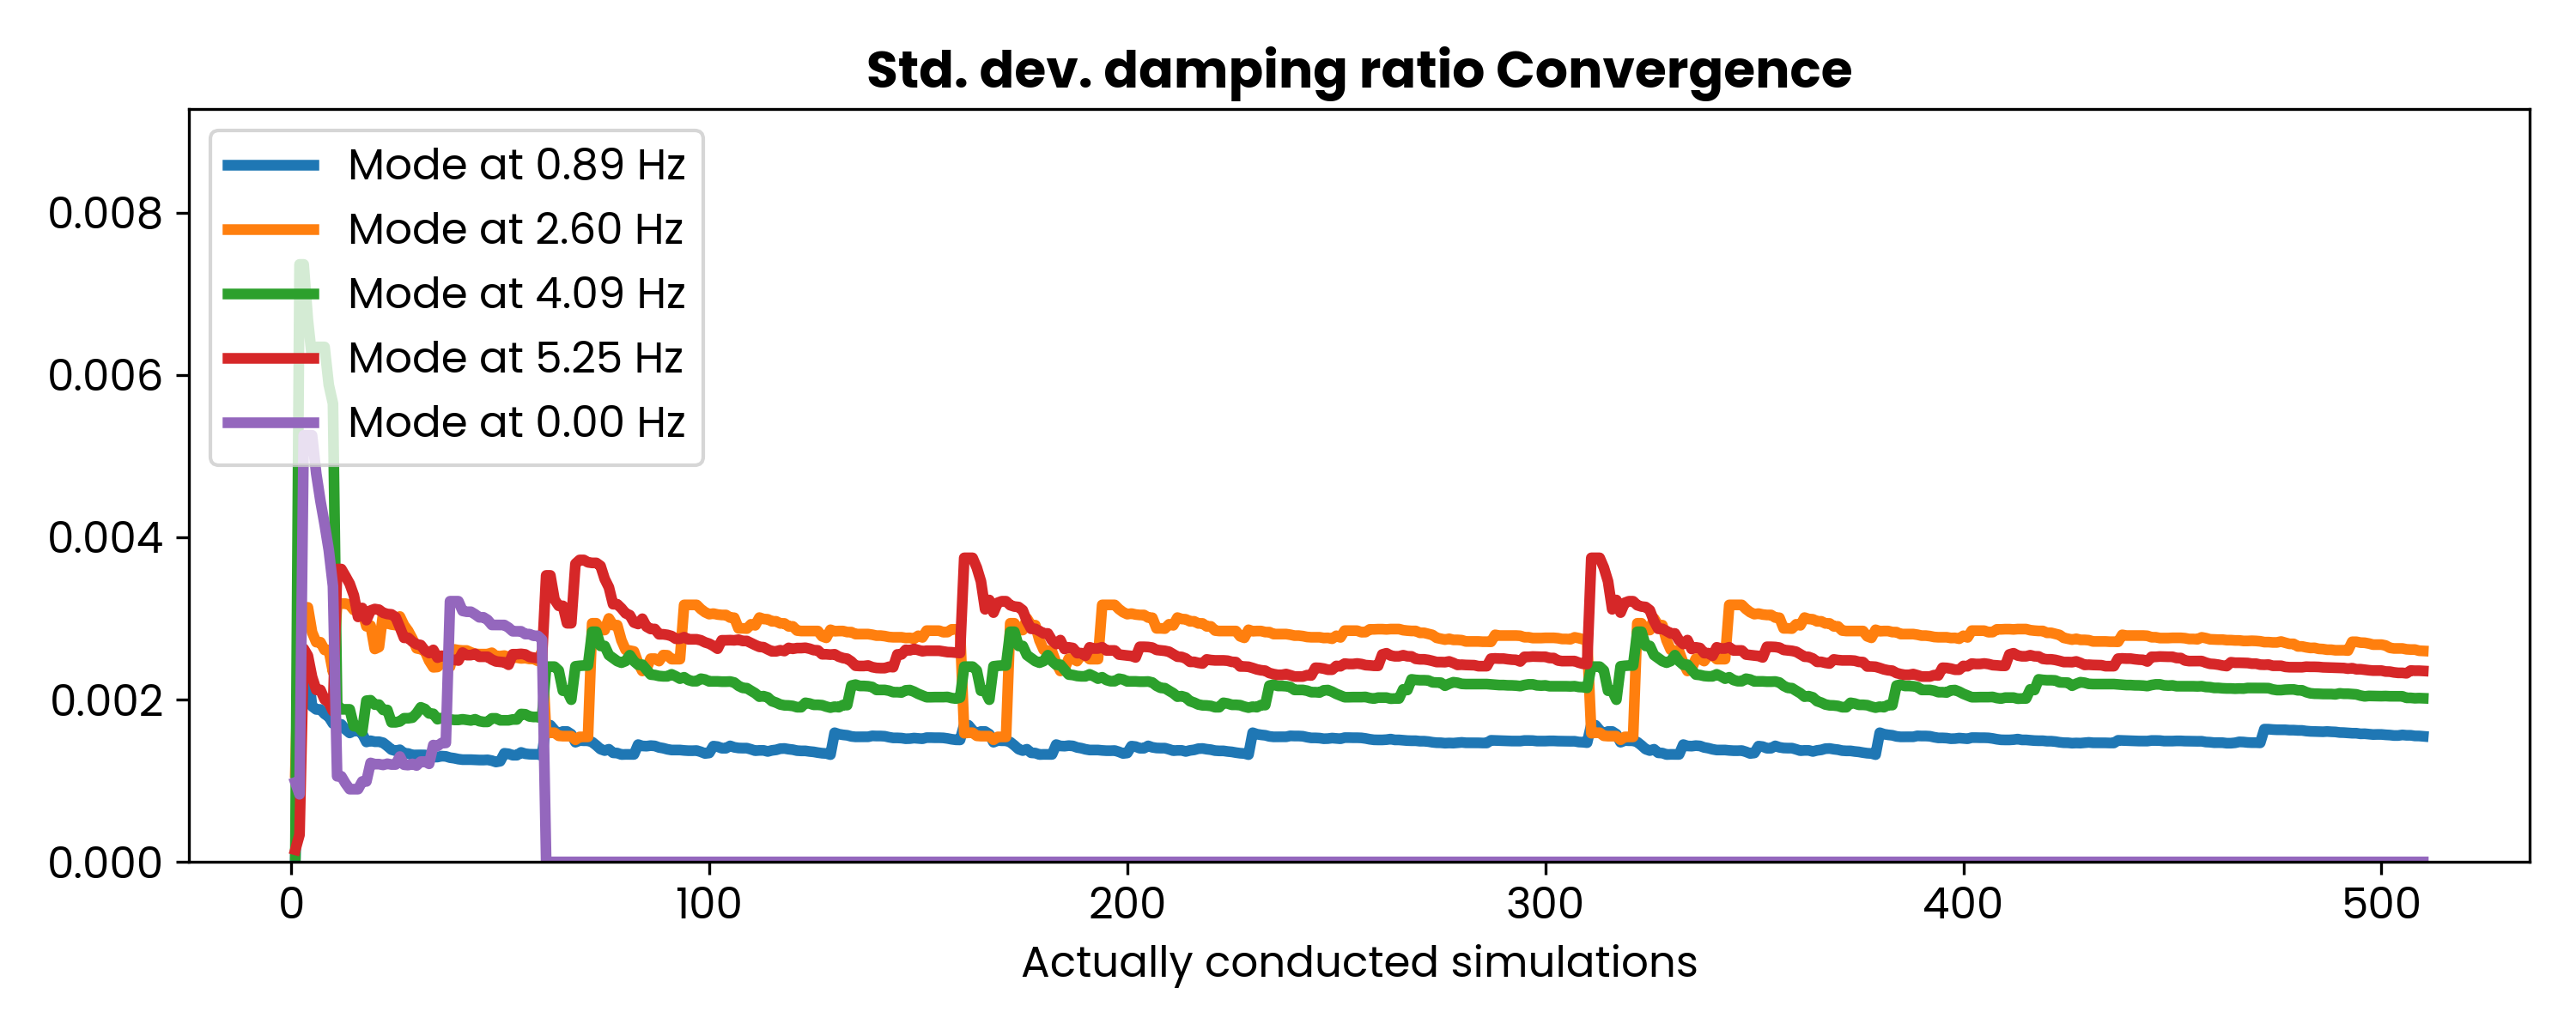 Std. dev. damping ratio Convergence
Mode at 0.89 Hz
Mode at 2.60 Hz
Mode at 4.09 Hz
Mode at 5.25 Hz
Mode at 0.00 Hz
0.008
0.006
0.004
0.002
0.000
0 100 200 300 400 500
Actually conducted simulations